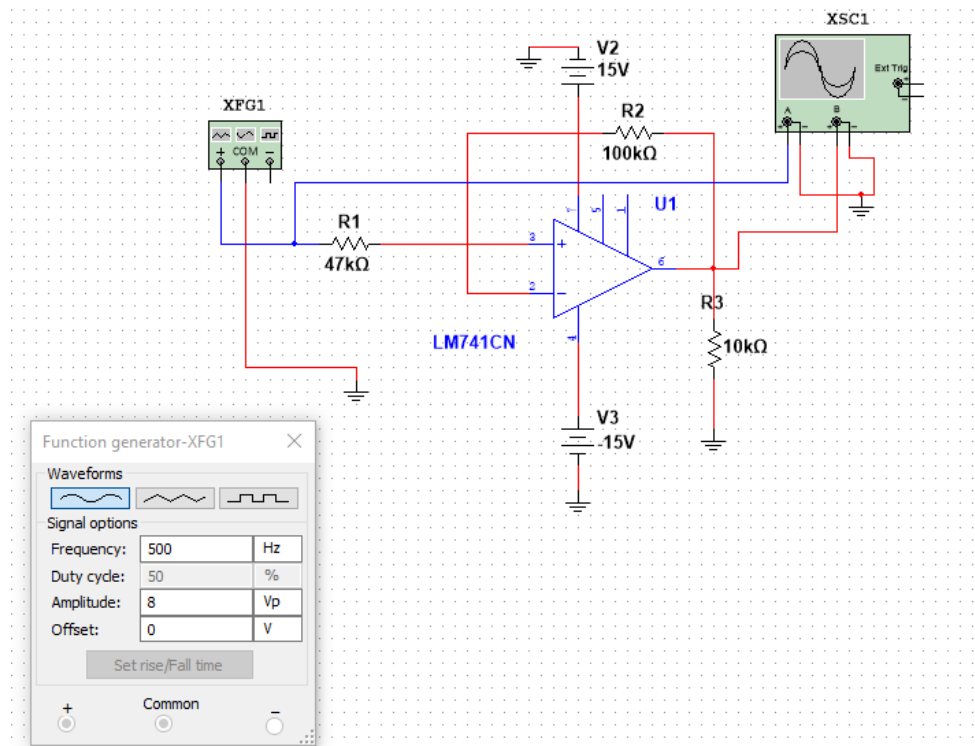 XSC1
V2
15V
Ext Trig
+
−
A
B
+ − + −
XFG1
+ COM −
R2
100kΩ
7
5
1
U1
R1
47kΩ
3
+
2
−
6
4
LM741CN
R3
10kΩ
V3
-15V
Function generator-XFG1
Waveforms
Signal options
Frequency: 500 Hz
Duty cycle: 50 %
Amplitude: 8 Vp
Offset: 0 V
Set rise/Fall time
+ Common −